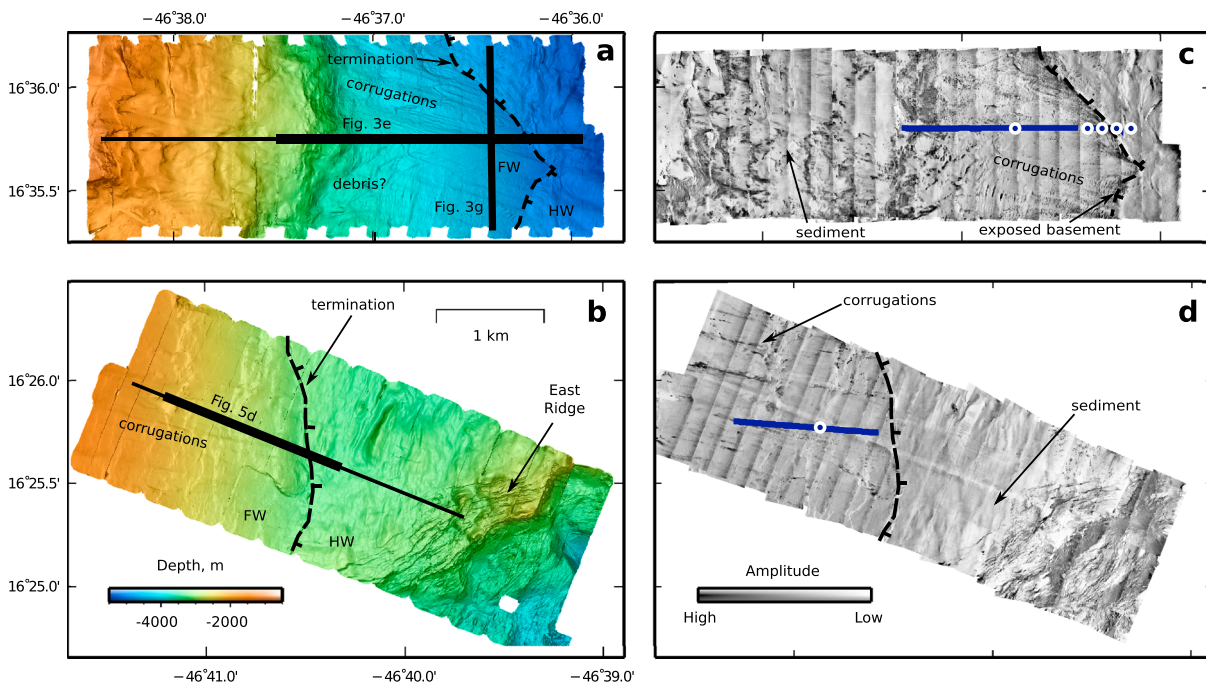 −46°38.0'
−46°37.0'
−46°36.0'
16°36.0'
16°35.5'
a
termination
corrugations
Fig. 3e
FW
debris?
Fig. 3g
HW
c
corrugations
sediment
exposed basement
b
termination
1 km
East
Ridge
Fig. 5d
corrugations
FW
HW
16°26.0'
16°25.5'
16°25.0'
Depth, m
-4000
-2000
−46°41.0'
−46°40.0'
−46°39.0'
d
corrugations
sediment
Amplitude
High
Low